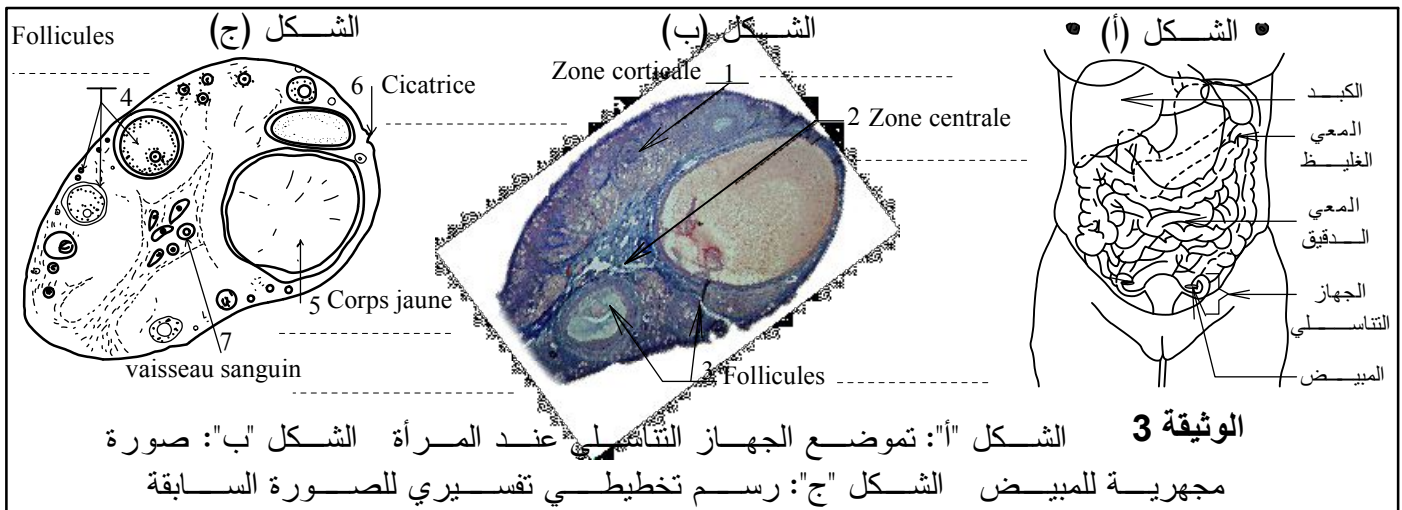 الشكل (أ)
الشكل (ب)
الشكل (ج)
الكبد
المعي
الغليظ
المعي
الدقيق
الجهاز
التناسلي
المبيض
Zone corticale 1
2 Zone centrale
3 Follicules
Follicules
4
6 Cicatrice
5 Corps jaune
7
vaisseau sanguin
الوثيقة 3 الشكل "أ": تموضع الجهاز التناسلي عند المرأة الشكل "ب": صورة
مجهرية للمبيض الشكل "ج": رسم تخطيطي تفسيري للصورة السابقة